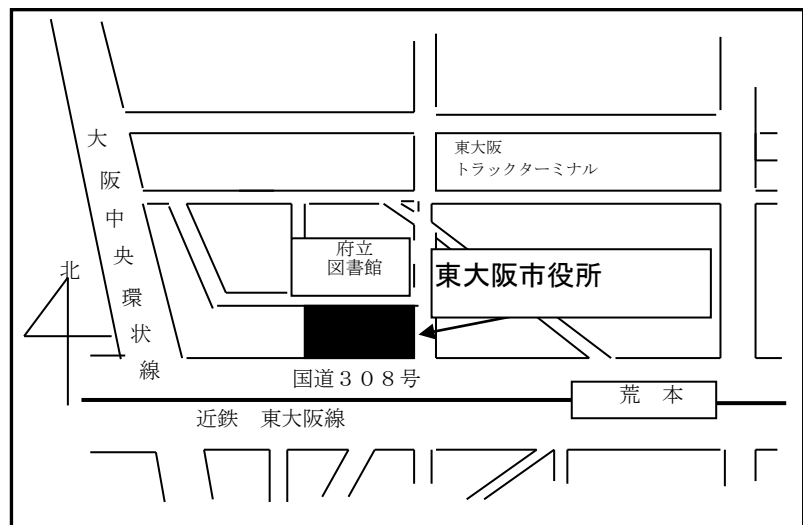 大阪中央環状線
東大阪
トラックターミナル
府立
図書館
北
東大阪市役所
国道３０８号
荒　本
近鉄　東大阪線